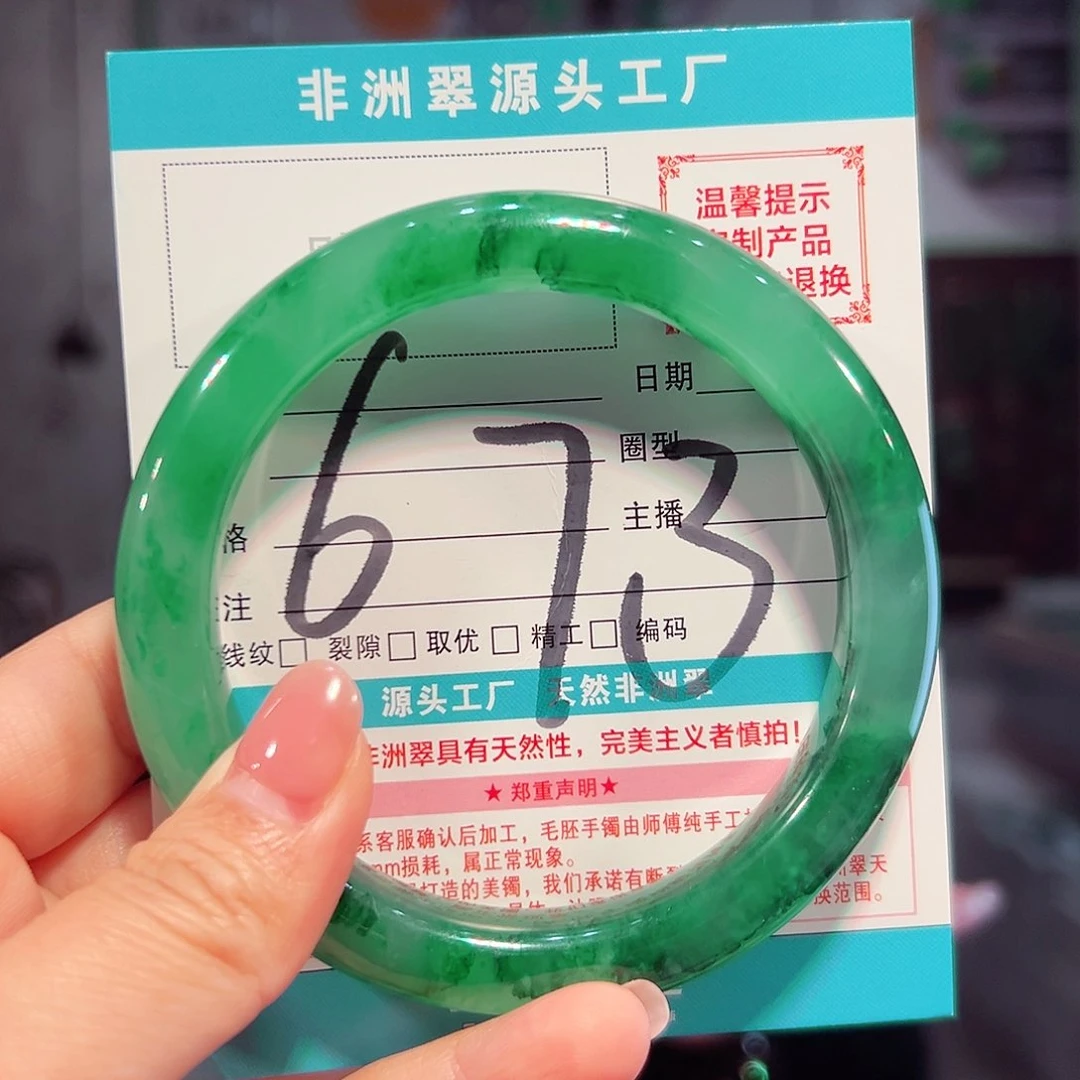 非洲翠源头工厂
温馨提示
制产品
退换
日期
圈型
主播
格
注
线纹 裂隙 取优 精工 编码
673
源头工厂 天然非洲翠
非洲翠具有天然性，完美主义者慎拍！
★郑重声明★
系客服确认后加工，毛胚手镯由师傅纯手工
mm损耗，属正常现象。
打造的美镯，我们承诺有断
翠天
换范围。